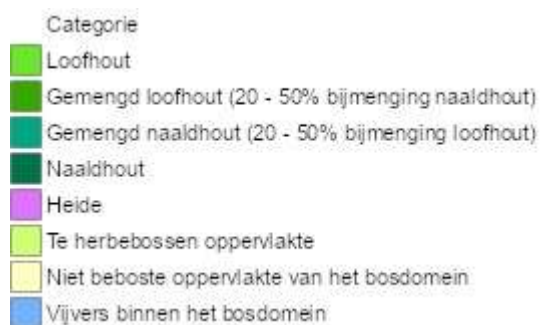 Categorie
Loofhout
Gemengd loofhout (20 - 50% bijmenging naaldhout)
Gemengd naaldhout (20 - 50% bijmenging loofhout)
Naaldhout
Heide
Te herbebossen oppervlakte
Niet beboste oppervlakte van het bosdomein
Vijvers binnen het bosdomein